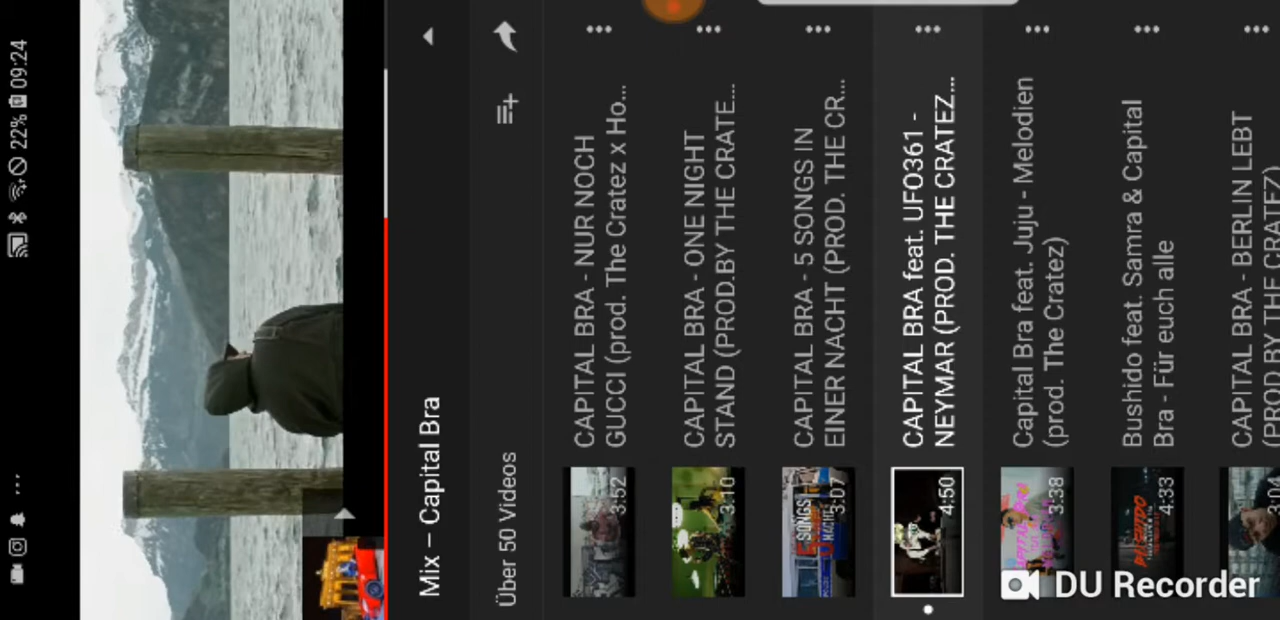 22% 09:24
Mix – Capital Bra
Über 50 Videos
CAPITAL BRA - NUR NOCH
GUCCI (prod. The Cratez x Ho...
3:52
CAPITAL BRA - ONE NIGHT
STAND (PROD.BY THE CRATE...
3:10
CAPITAL BRA - 5 SONGS IN
EINER NACHT (PROD. THE CR...
SONGS
3:07
CAPITAL BRA feat. UFO361 -
NEYMAR (PROD. THE CRATEZ...
4:50
Capital Bra feat. Juju - Melodien
(prod. The Cratez)
3:38
Bushido feat. Samra & Capital
Bra - Für euch alle
4:33
CAPITAL BRA - BERLIN LEBT
(PROD.BY THE CRATEZ)
3:04
DU Recorder